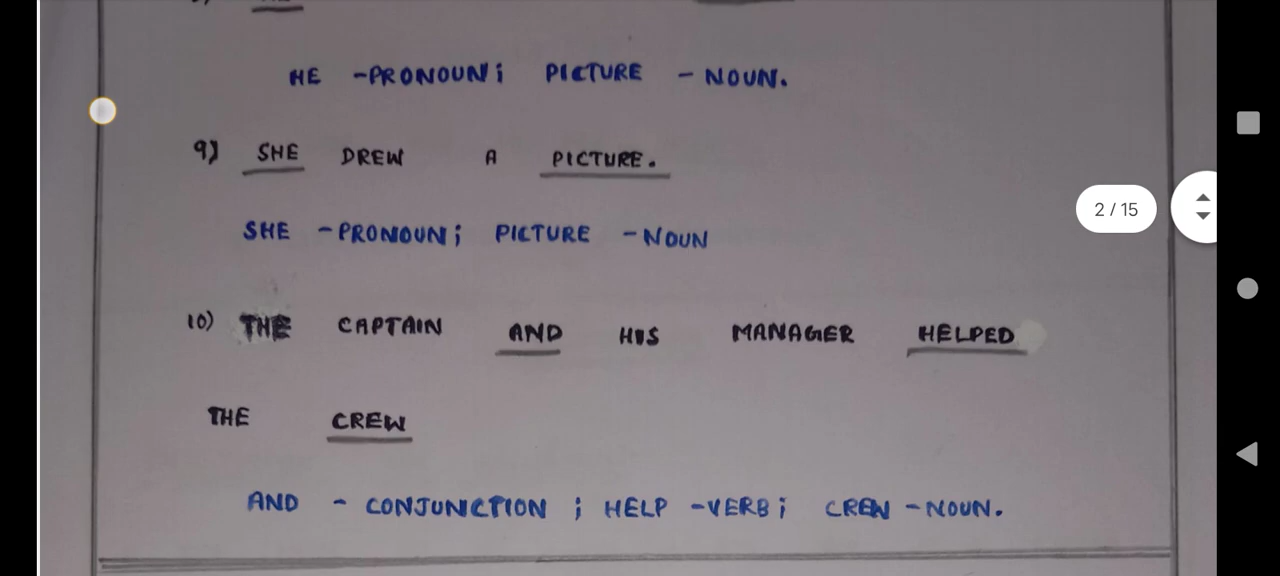 HE - PRONOUN; PICTURE - NOUN.
9) SHE DREW A PICTURE.
SHE - PRONOUN; PICTURE - NOUN
2 / 15
10) THE CAPTAIN AND HIS MANAGER HELPED
THE CREW
AND - CONJUNCTION ; HELP - VERB; CREW - NOUN.